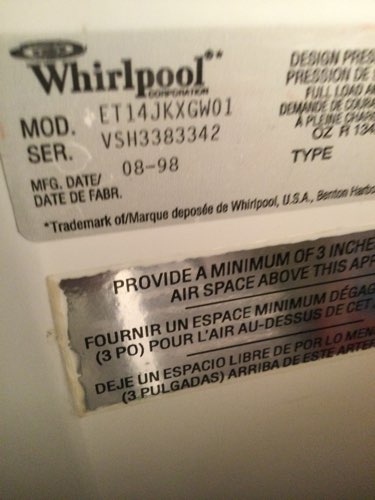 Whirlpool
CORPORATION
MOD. ET14JKXGW01
SER. VSH3383342
MFG. DATE/ 08-98
DATE DE FABR.
*Trademark of/Marque deposée de Whirlpool, U.S.A., Benton Harbo
DESIGN PRES
PRESSION DE
FULL LOAD A
DEMANDE DE COURA
A PLEINE CHARG
OZ R 134
TYPE
PROVIDE A MINIMUM OF 3 INCHE
AIR SPACE ABOVE THIS APP
FOURNIR UN ESPACE MINIMUM DÉGAG
(3 PO) POUR L'AIR AU-DESSUS DE CET
DEJE UN ESPACIO LIBRE DE POR LO MEN
(3 PULGADAS) ARRIBA DE ESTE ARTE